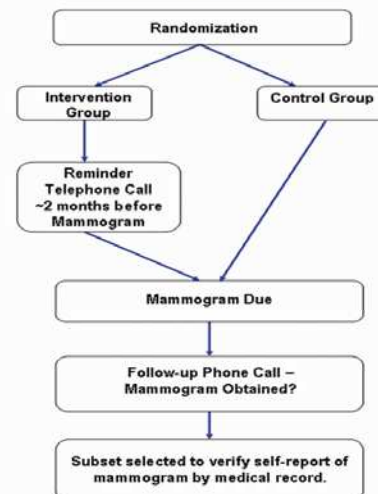 Randomization
Intervention
Group
Control Group
Reminder
Telephone Call
~2 months before
Mammogram
Mammogram Due
Follow-up Phone Call –
Mammogram Obtained?
Subset selected to verify self-report of
mammogram by medical record.